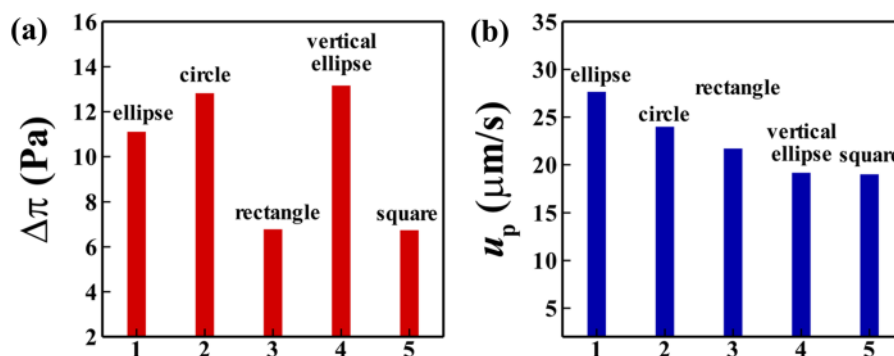 (a)
Δπ (Pa)
16
14
12
10
8
6
4
2
ellipse
circle
rectangle
vertical
ellipse
square
1 2 3 4 5
(b)
u_p (μm/s)
35
30
25
20
15
10
5
ellipse
circle
rectangle
vertical
ellipse
square
1 2 3 4 5